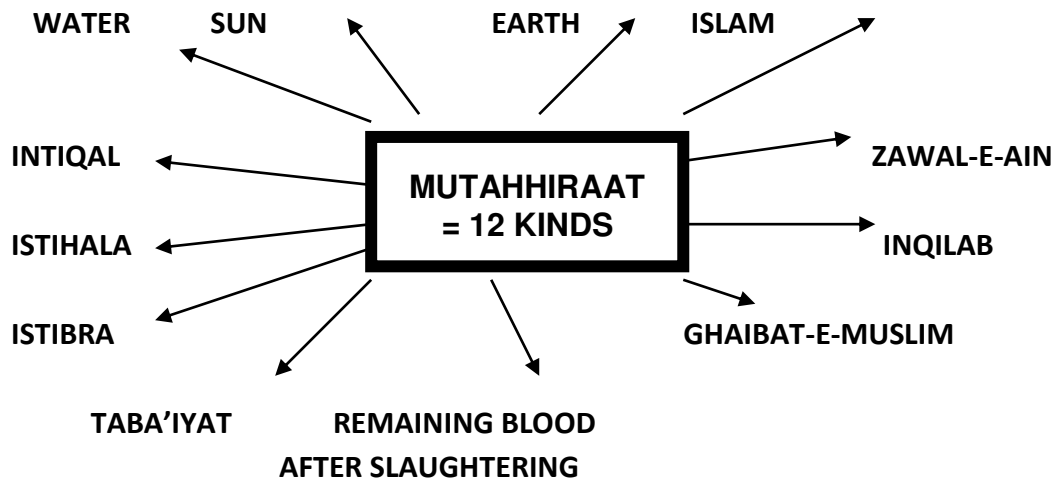 WATER SUN EARTH ISLAM
INTIQAL
ZAWAL-E-AIN
MUTAHHIRAAT
= 12 KINDS
ISTIHALA
INQILAB
ISTIBRA
GHAIBAT-E-MUSLIM
TABA’IYAT
REMAINING BLOOD
AFTER SLAUGHTERING